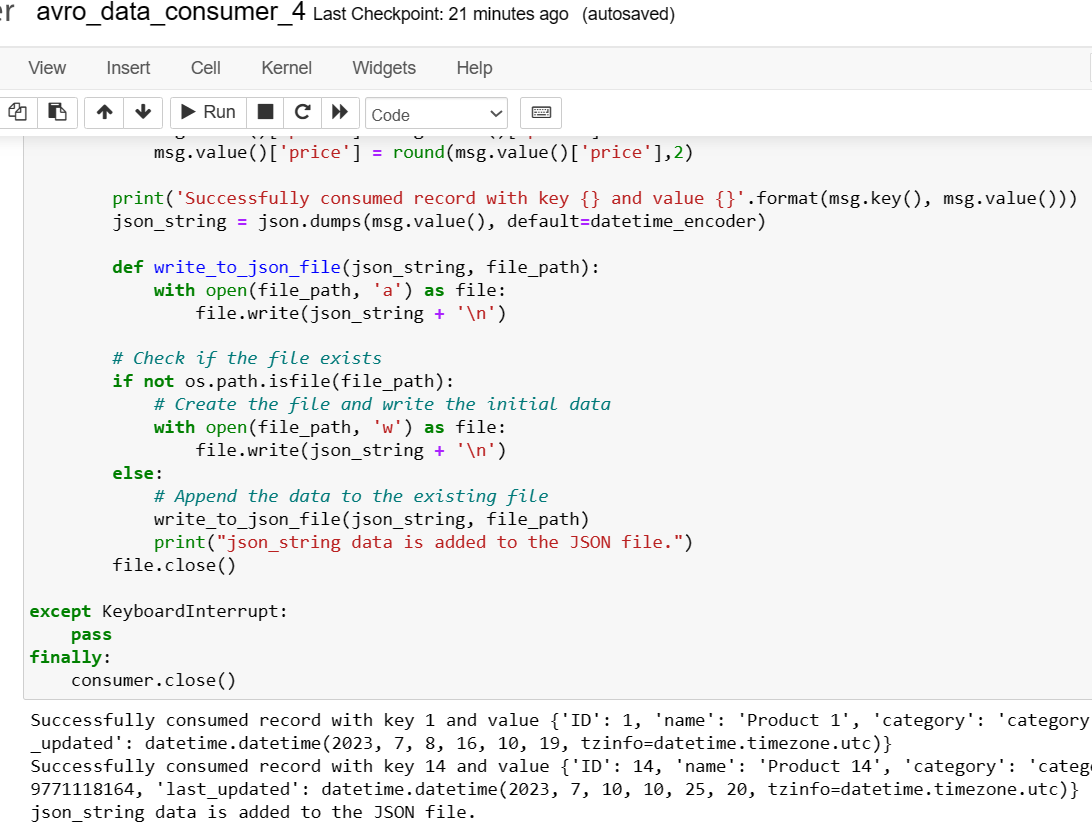 er avro_data_consumer_4 Last Checkpoint: 21 minutes ago (autosaved)
View Insert Cell Kernel Widgets Help
Run Code
        msg.value()['price'] = round(msg.value()['price'],2)
    print('Successfully consumed record with key {} and value {}'.format(msg.key(), msg.value()))
    json_string = json.dumps(msg.value(), default=datetime_encoder)
    def write_to_json_file(json_string, file_path):
        with open(file_path, 'a') as file:
            file.write(json_string + '\n')
    # Check if the file exists
    if not os.path.isfile(file_path):
        # Create the file and write the initial data
        with open(file_path, 'w') as file:
            file.write(json_string + '\n')
    else:
        # Append the data to the existing file
        write_to_json_file(json_string, file_path)
        print("json_string data is added to the JSON file.")
    file.close()
except KeyboardInterrupt:
    pass
finally:
    consumer.close()
Successfully consumed record with key 1 and value {'ID': 1, 'name': 'Product 1', 'category': 'category
_updated': datetime.datetime(2023, 7, 8, 16, 10, 19, tzinfo=datetime.timezone.utc)}
Successfully consumed record with key 14 and value {'ID': 14, 'name': 'Product 14', 'category': 'categ
9771118164, 'last_updated': datetime.datetime(2023, 7, 10, 10, 25, 20, tzinfo=datetime.timezone.utc)}
json_string data is added to the JSON file.